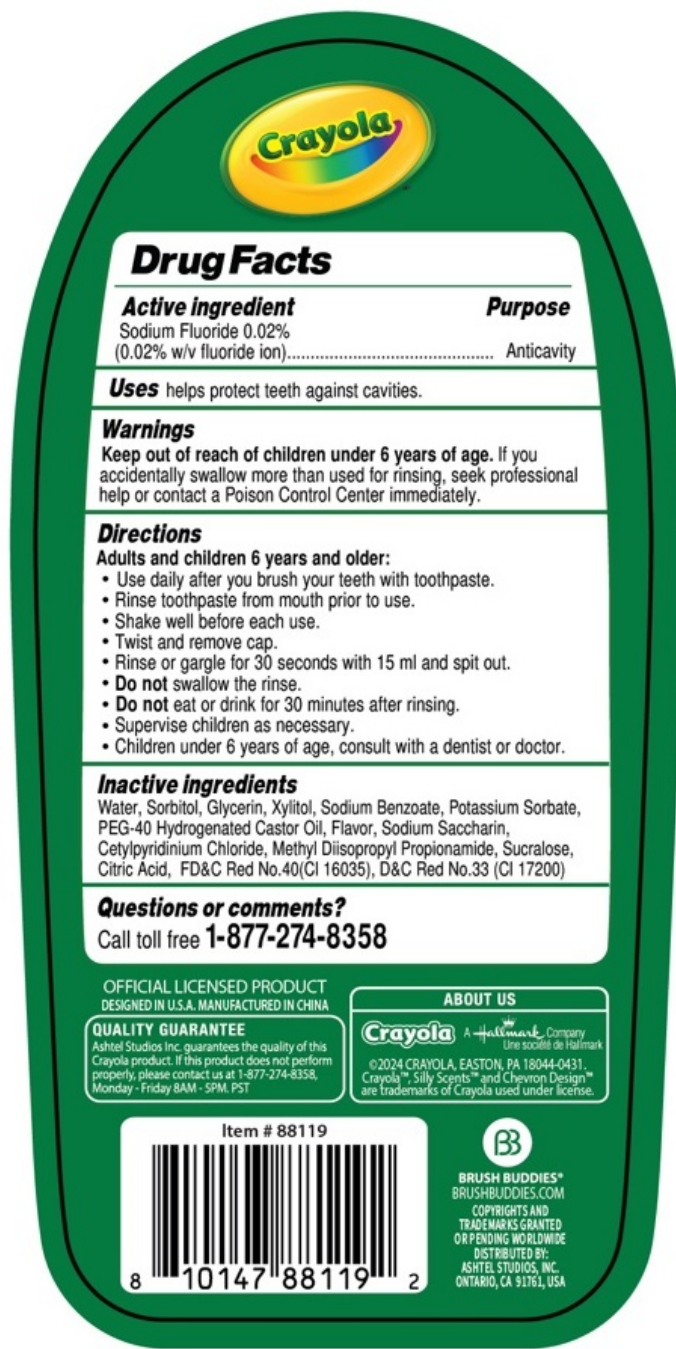 Crayola
Drug Facts
Active ingredient Purpose
Sodium Fluoride 0.02%
(0.02% w/v fluoride ion)............................................. Anticavity
Uses helps protect teeth against cavities.
Warnings
Keep out of reach of children under 6 years of age. If you
accidentally swallow more than used for rinsing, seek professional
help or contact a Poison Control Center immediately.
Directions
Adults and children 6 years and older:
• Use daily after you brush your teeth with toothpaste.
• Rinse toothpaste from mouth prior to use.
• Shake well before each use.
• Twist and remove cap.
• Rinse or gargle for 30 seconds with 15 ml and spit out.
• Do not swallow the rinse.
• Do not eat or drink for 30 minutes after rinsing.
• Supervise children as necessary.
• Children under 6 years of age, consult with a dentist or doctor.
Inactive ingredients
Water, Sorbitol, Glycerin, Xylitol, Sodium Benzoate, Potassium Sorbate,
PEG-40 Hydrogenated Castor Oil, Flavor, Sodium Saccharin,
Cetylpyridinium Chloride, Methyl Diisopropyl Propionamide, Sucralose,
Citric Acid, FD&C Red No.40(CI 16035), D&C Red No.33 (CI 17200)
Questions or comments?
Call toll free 1-877-274-8358
OFFICIAL LICENSED PRODUCT
DESIGNED IN U.S.A. MANUFACTURED IN CHINA
QUALITY GUARANTEE
Ashtel Studios Inc. guarantees the quality of this
Crayola product. If this product does not perform
properly, please contact us at 1-877-274-8358,
Monday - Friday 8AM - 5PM. PST
ABOUT US
Crayola A Hallmark Company
Une société de Hallmark
©2024 CRAYOLA, EASTON, PA 18044-0431.
Crayola™, Silly Scents™ and Chevron Design™
are trademarks of Crayola used under license.
Item # 88119
8 10147 88119 2
BB
BRUSH BUDDIES®
BRUSHBUDDIES.COM
COPYRIGHTS AND
TRADEMARKS GRANTED
OR PENDING WORLDWIDE
DISTRIBUTED BY:
ASHTEL STUDIOS, INC.
ONTARIO, CA 91761, USA